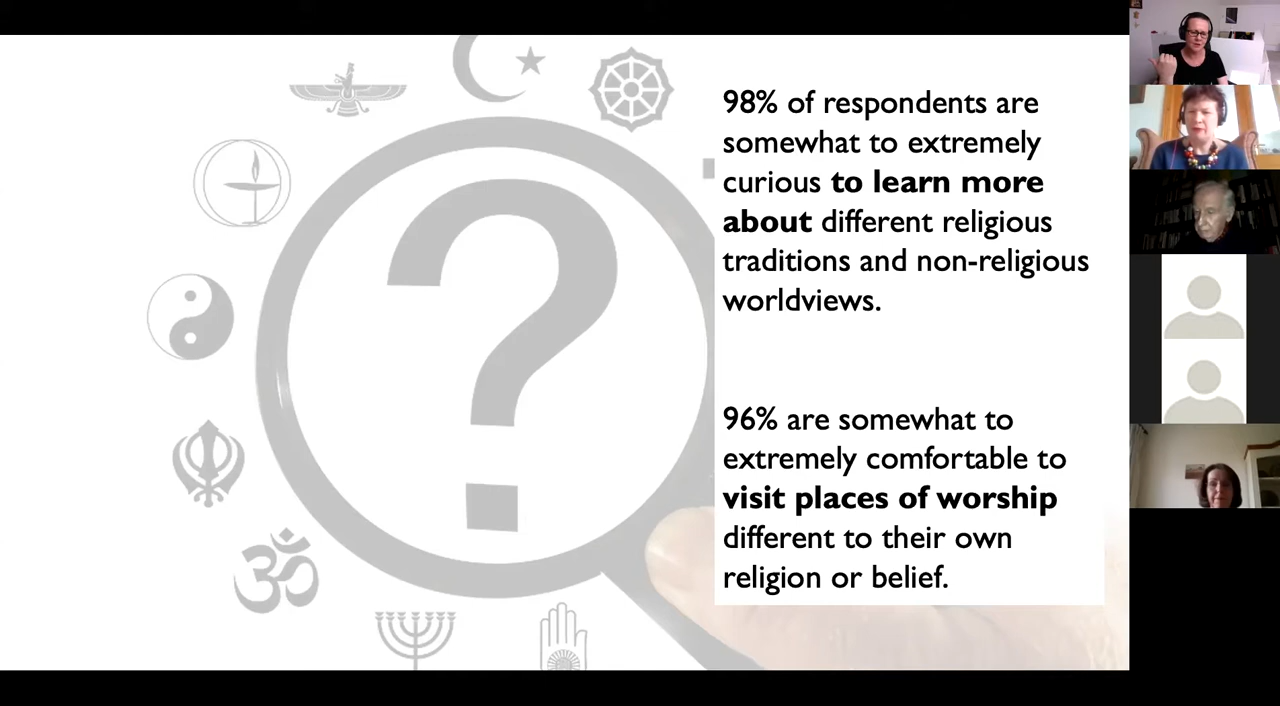 98% of respondents are
somewhat to extremely
curious to learn more
about different religious
traditions and non-religious
worldviews.
96% are somewhat to
extremely comfortable to
visit places of worship
different to their own
religion or belief.